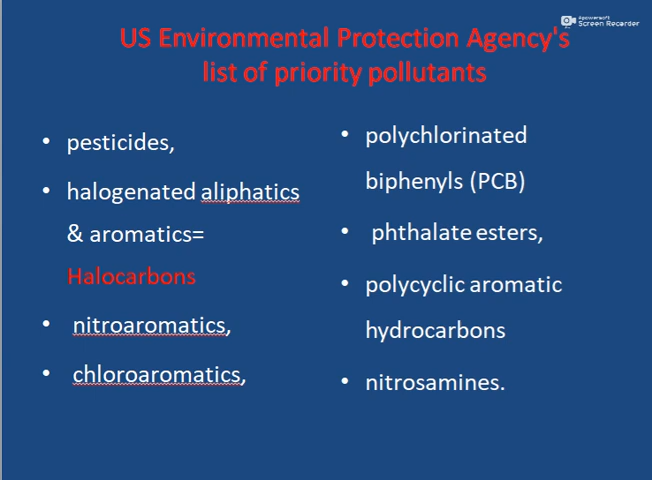 Apowersoft
Screen Recorder
US Environmental Protection Agency's
list of priority pollutants
• pesticides,
• halogenated aliphatics
& aromatics=
Halocarbons
• nitroaromatics,
• chloroaromatics,
• polychlorinated
biphenyls (PCB)
• phthalate esters,
• polycyclic aromatic
hydrocarbons
• nitrosamines.